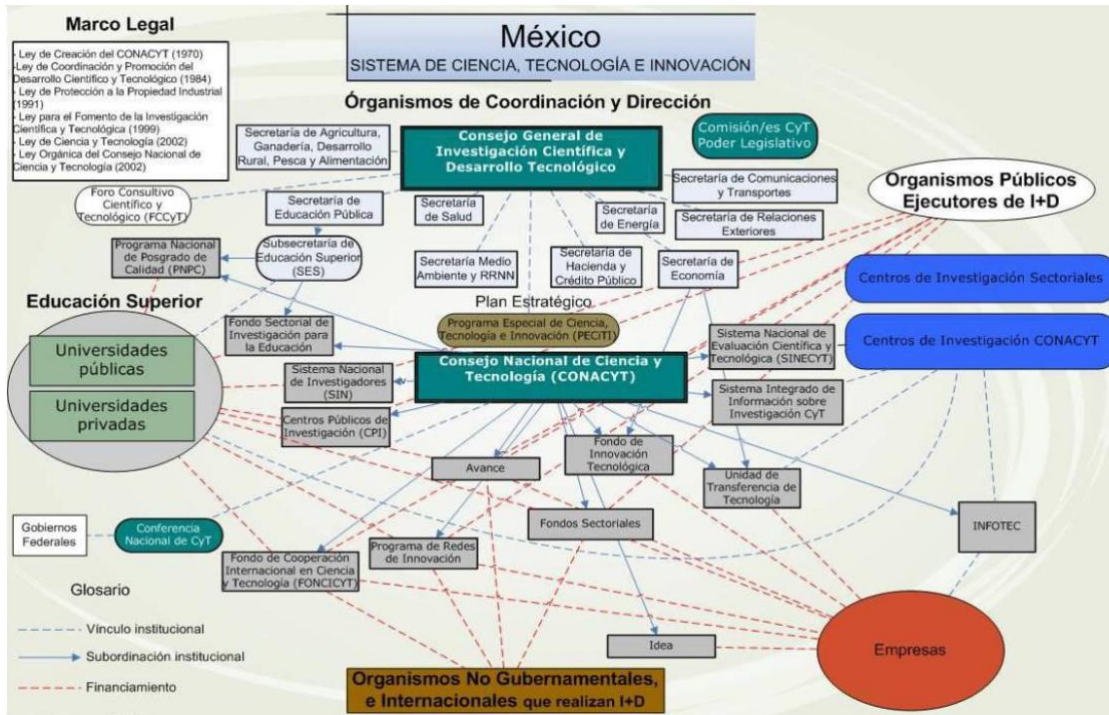 Marco Legal
- Ley de Creación del CONACYT (1970)
-Ley de Coordinación y Promoción del
Desarrollo Científico y Tecnológico (1984)
- Ley de Protección a la Propiedad Industrial
(1991)
- Ley para el Fomento de la Investigación
Científica y Tecnológica (1999)
- Ley de Ciencia y Tecnología (2002)
- Ley Orgánica del Consejo Nacional de
Ciencia y Tecnología (2002)
México
SISTEMA DE CIENCIA, TECNOLOGÍA E INNOVACIÓN
Órganismos de Coordinación y Dirección
Secretaría de Agricultura,
Ganadería, Desarrollo
Rural, Pesca y Alimentación
Consejo General de
Investigación Científica y
Desarrollo Tecnológico
Comisión/es CyT
Poder Legislativo
Foro Consultivo
Científico y
Tecnológico (FCCyT)
Secretaría de
Educación Pública
Secretaría
de Salud
Secretaría
de Energía
Secretaría de Comunicaciones
y Transportes
Secretaría de Relaciones
Exteriores
Organismos Públicos
Ejecutores de I+D
Programa Nacional
de Posgrado de
Calidad (PNPC)
Subsecretaría de
Educación Superior
(SES)
Secretaría Medio
Ambiente y RRNN
Secretaría de
Hacienda y
Crédito Público
Secretaría de
Economía
Centros de Investigación Sectoriales
Educación Superior
Universidades
públicas
Universidades
privadas
Fondo Sectorial de
Investigación para
la Educación
Plan Estratégico
Programa Especial de Ciencia,
Tecnología e Innovación (PECiTI)
Consejo Nacional de Ciencia y
Tecnología (CONACYT)
Sistema Nacional de
Evaluación Científica y
Tecnológica (SINECYT)
Centros de Investigación CONACYT
Sistema Nacional
de Investigadores
(SIN)
Sistema Integrado de
Información sobre
Investigación CyT
Centros Públicos de
Investigación (CPI)
Avance
Fondo de
Innovación
Tecnológica
Unidad de
Transferencia de
Tecnología
Gobiernos
Federales
Conferencia
Nacional de CyT
Fondos Sectoriales
INFOTEC
Fondo de Cooperación
Internacional en Ciencia
y Tecnología (FONCICYT)
Programa de Redes
de Innovación
Glosario
Vínculo institucional
Subordinación institucional
Financiamiento
Idea
Empresas
Organismos No Gubernamentales,
e Internacionales que realizan I+D